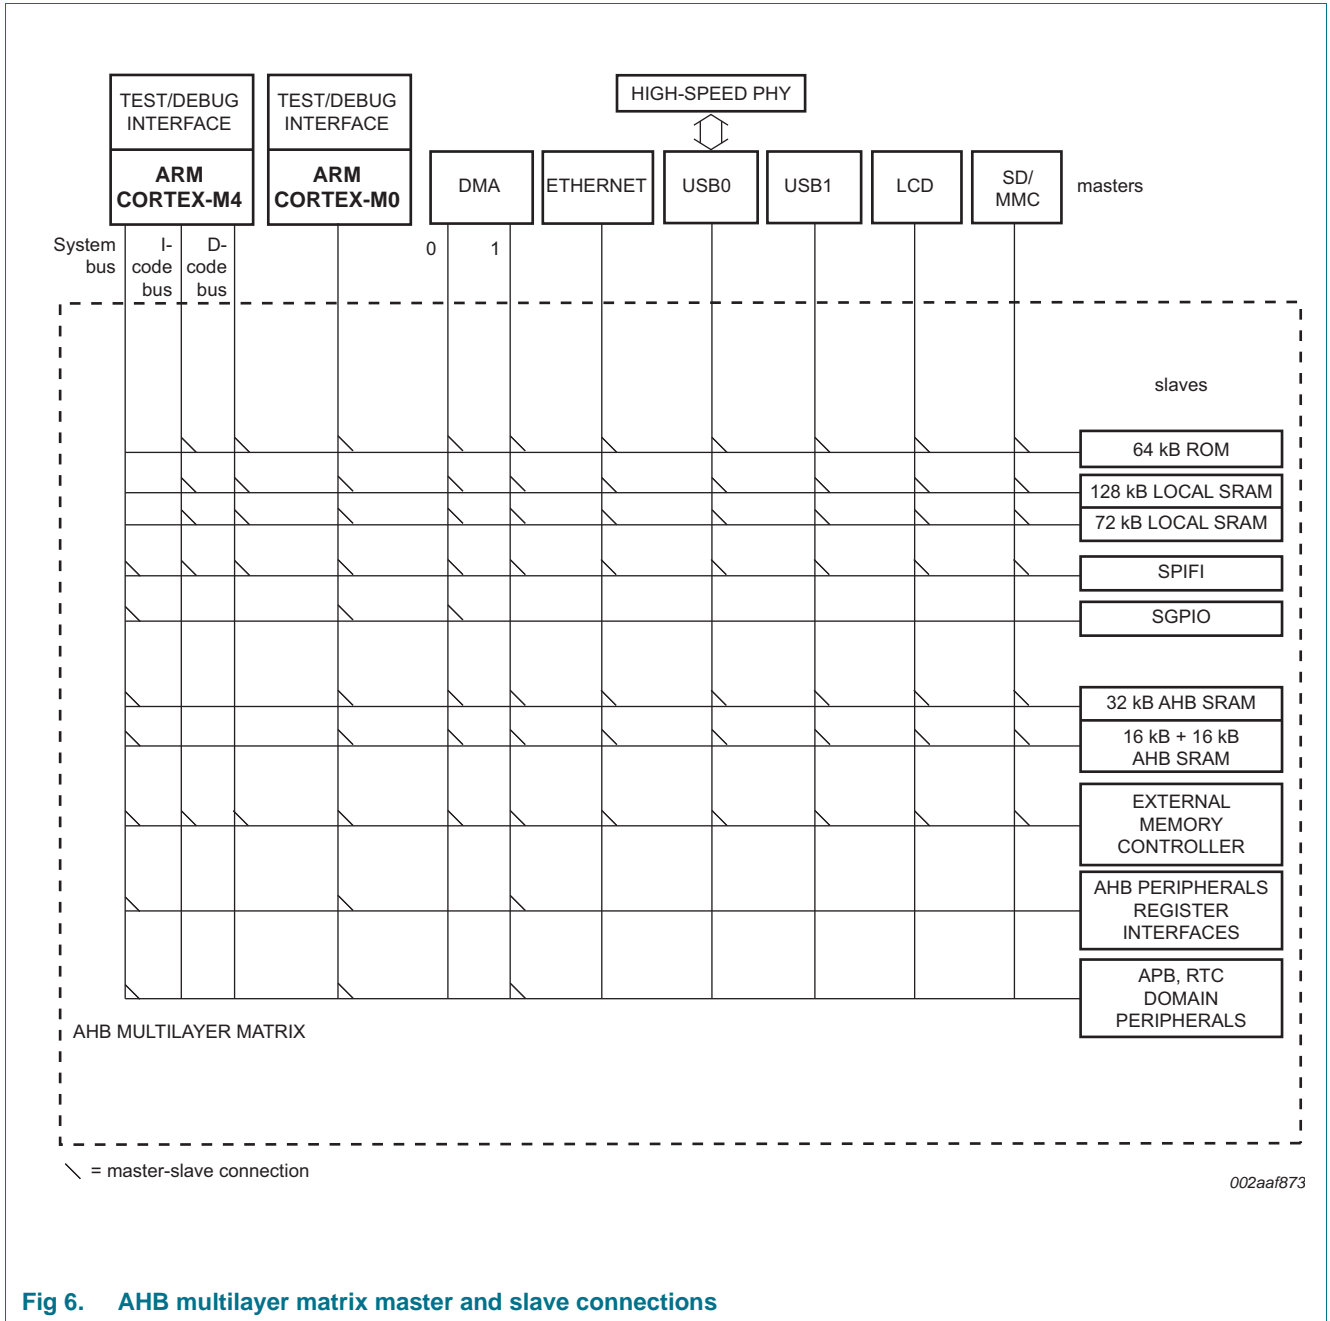 TEST/DEBUG
INTERFACE
TEST/DEBUG
INTERFACE
HIGH-SPEED PHY
ARM
CORTEX-M4
ARM
CORTEX-M0
DMA
ETHERNET
USB0
USB1
LCD
SD/
MMC
masters
System
bus
I-
code
bus
D-
code
bus
0
1
slaves
64 kB ROM
128 kB LOCAL SRAM
72 kB LOCAL SRAM
SPIFI
SGPIO
32 kB AHB SRAM
16 kB + 16 kB
AHB SRAM
EXTERNAL
MEMORY
CONTROLLER
AHB PERIPHERALS
REGISTER
INTERFACES
APB, RTC
DOMAIN
PERIPHERALS
AHB MULTILAYER MATRIX
= master-slave connection
002aaf873
Fig 6. AHB multilayer matrix master and slave connections